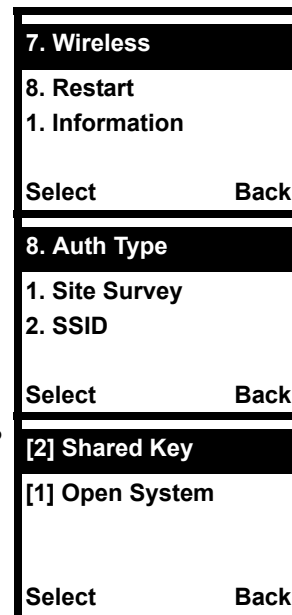 7. Wireless
8. Restart
1. Information
Select Back
8. Auth Type
1. Site Survey
2. SSID
Select Back
[2] Shared Key
[1] Open System
Select Back